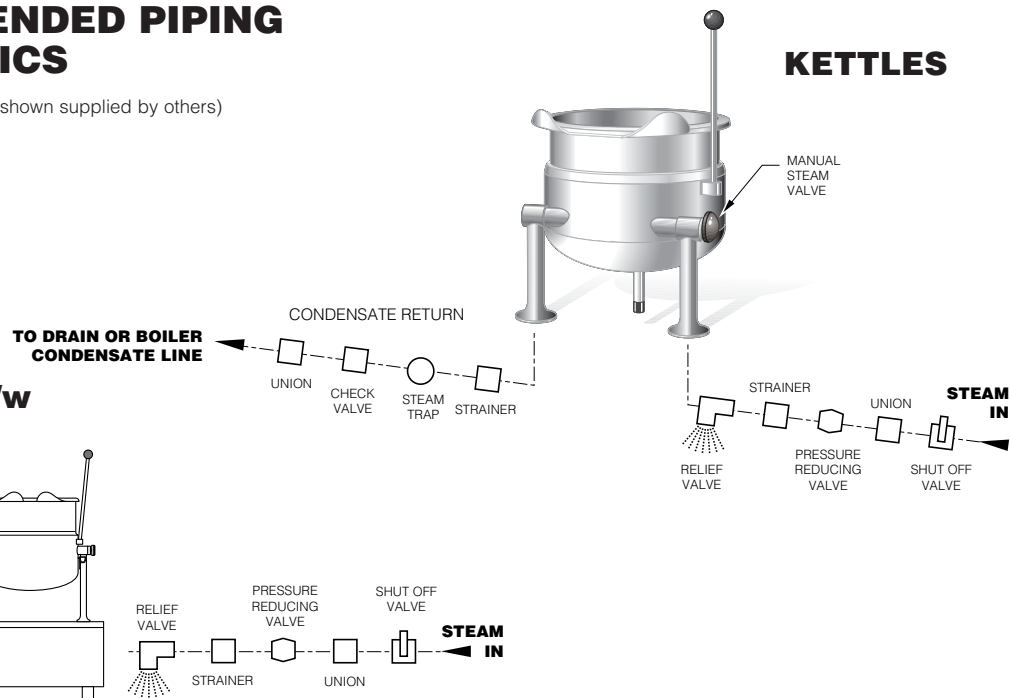 ENDED PIPING
ICS
shown supplied by others)
KETTLES
MANUAL
STEAM
VALVE
CONDENSATE RETURN
TO DRAIN OR BOILER
CONDENSATE LINE
UNION
CHECK
VALVE
STEAM
TRAP
STRAINER
STRAINER
UNION
STEAM
IN
RELIEF
VALVE
PRESSURE
REDUCING
VALVE
SHUT OFF
VALVE
/w
RELIEF
VALVE
STRAINER
PRESSURE
REDUCING
VALVE
UNION
SHUT OFF
VALVE
STEAM
IN